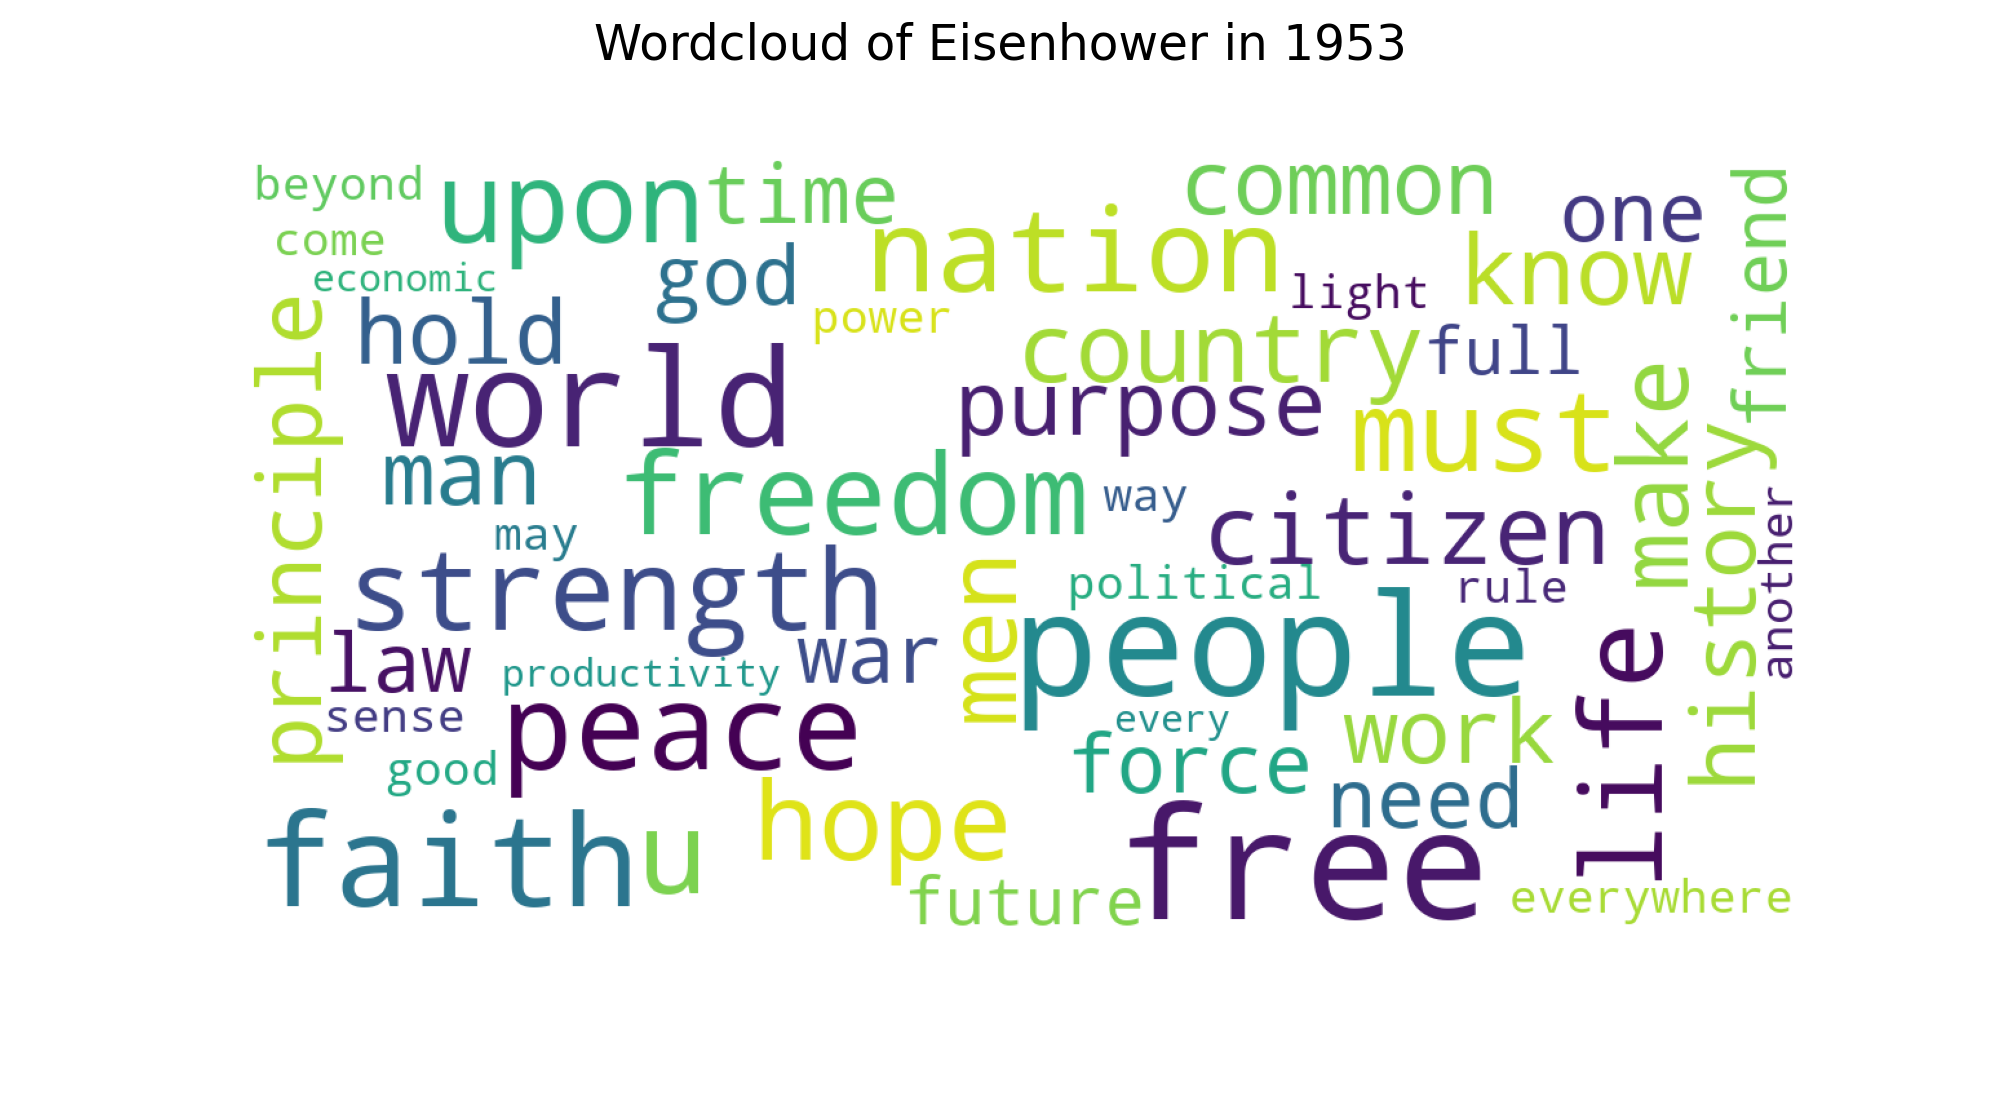 Wordcloud of Eisenhower in 1953
beyond
upon
time
common
one
friend
come
nation
know
economic
god
light
principle
hold
power
country
full
world
purpose
must
make
man
freedom
way
citizen
history
another
may
strength
men
political
rule
people
law
war
productivity
life
sense
peace
every
work
good
force
need
faith
u
hope
free
future
everywhere